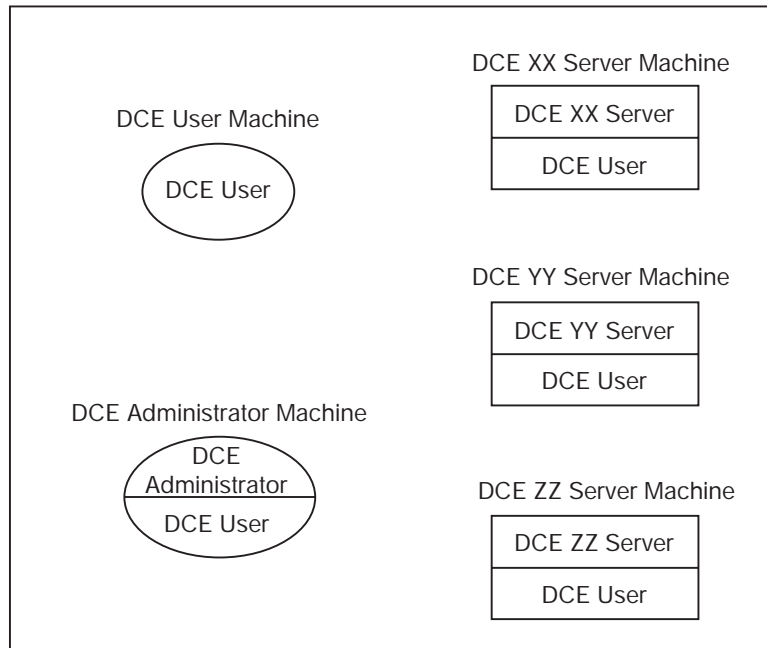 DCE User Machine
DCE User
DCE Administrator Machine
DCE
Administrator
DCE User
DCE XX Server Machine
DCE XX Server
DCE User
DCE YY Server Machine
DCE YY Server
DCE User
DCE ZZ Server Machine
DCE ZZ Server
DCE User